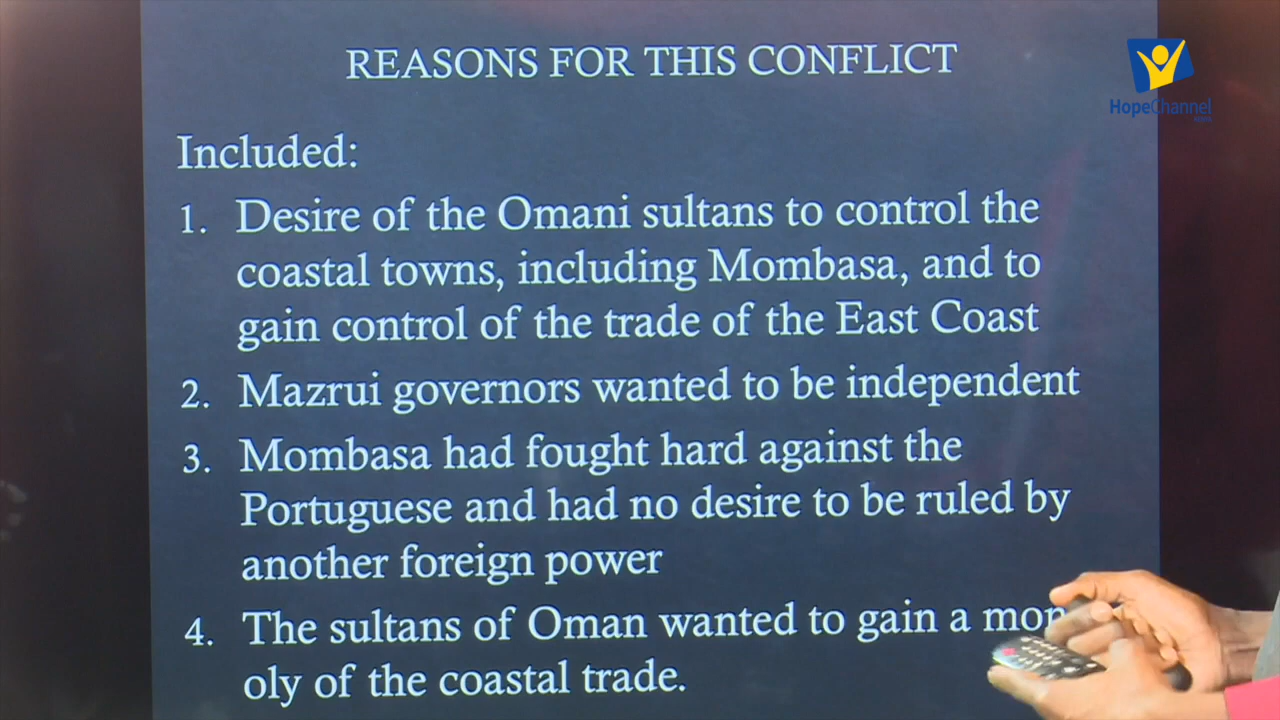 REASONS FOR THIS CONFLICT
HopeChannel
Included:
1. Desire of the Omani sultans to control the
coastal towns, including Mombasa, and to
gain control of the trade of the East Coast
2. Mazrui governors wanted to be independent
3. Mombasa had fought hard against the
Portuguese and had no desire to be ruled by
another foreign power
4. The sultans of Oman wanted to gain a
oly of the coastal trade.